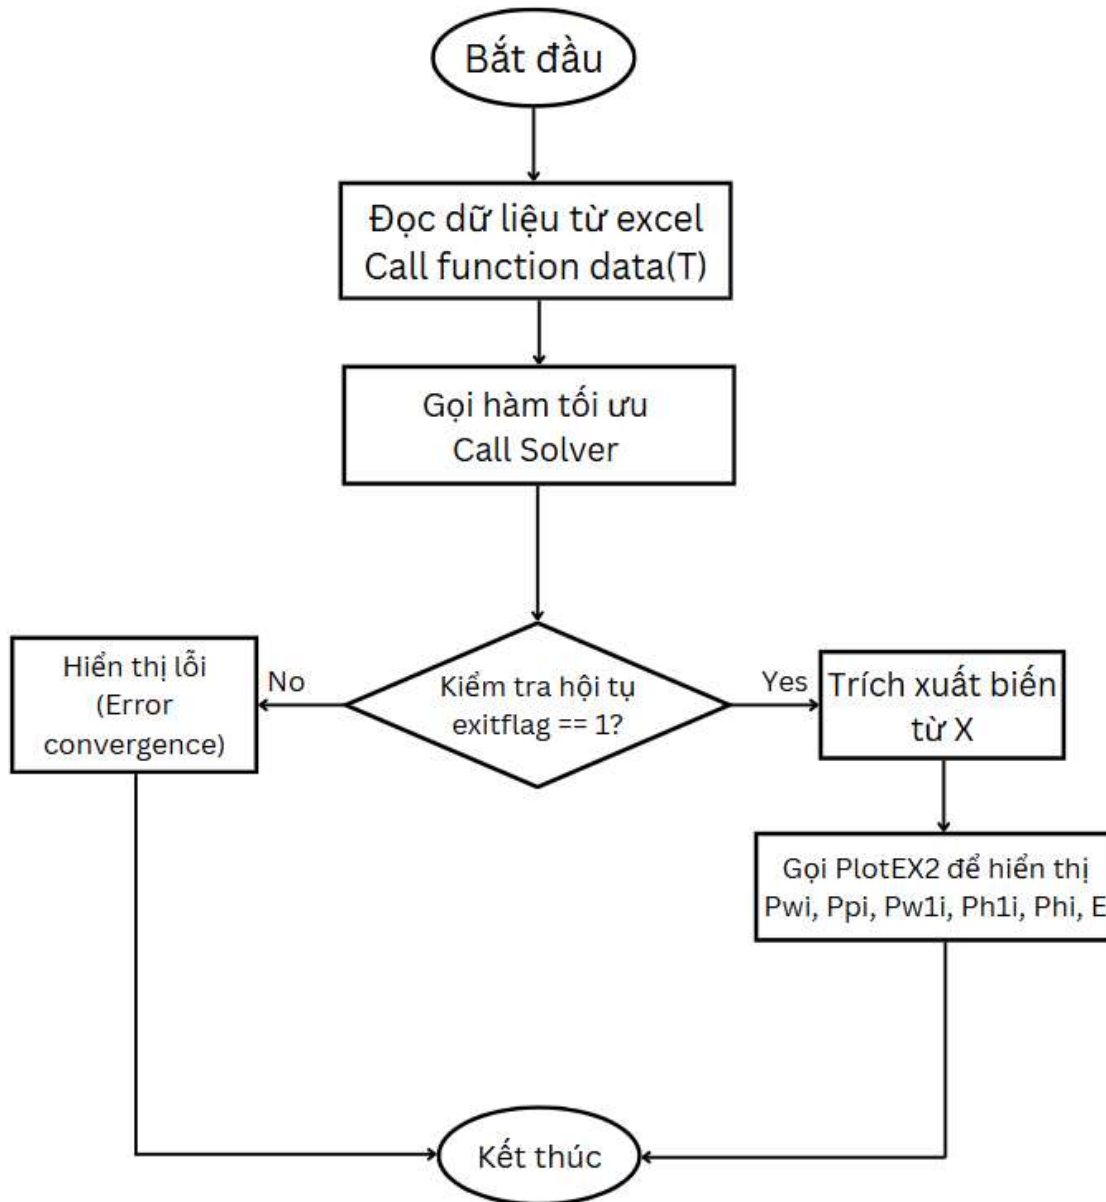 Bắt đầu
Đọc dữ liệu từ excel
Call function data(T)
Gọi hàm tối ưu
Call Solver
Kiểm tra hội tụ
exitflag == 1?
No
Hiển thị lỗi
(Error
convergence)
Yes
Trích xuất biến
từ X
Gọi PlotEX2 để hiển thị
Pwi, Ppi, Pw1i, Ph1i, Phi, E
Kết thúc